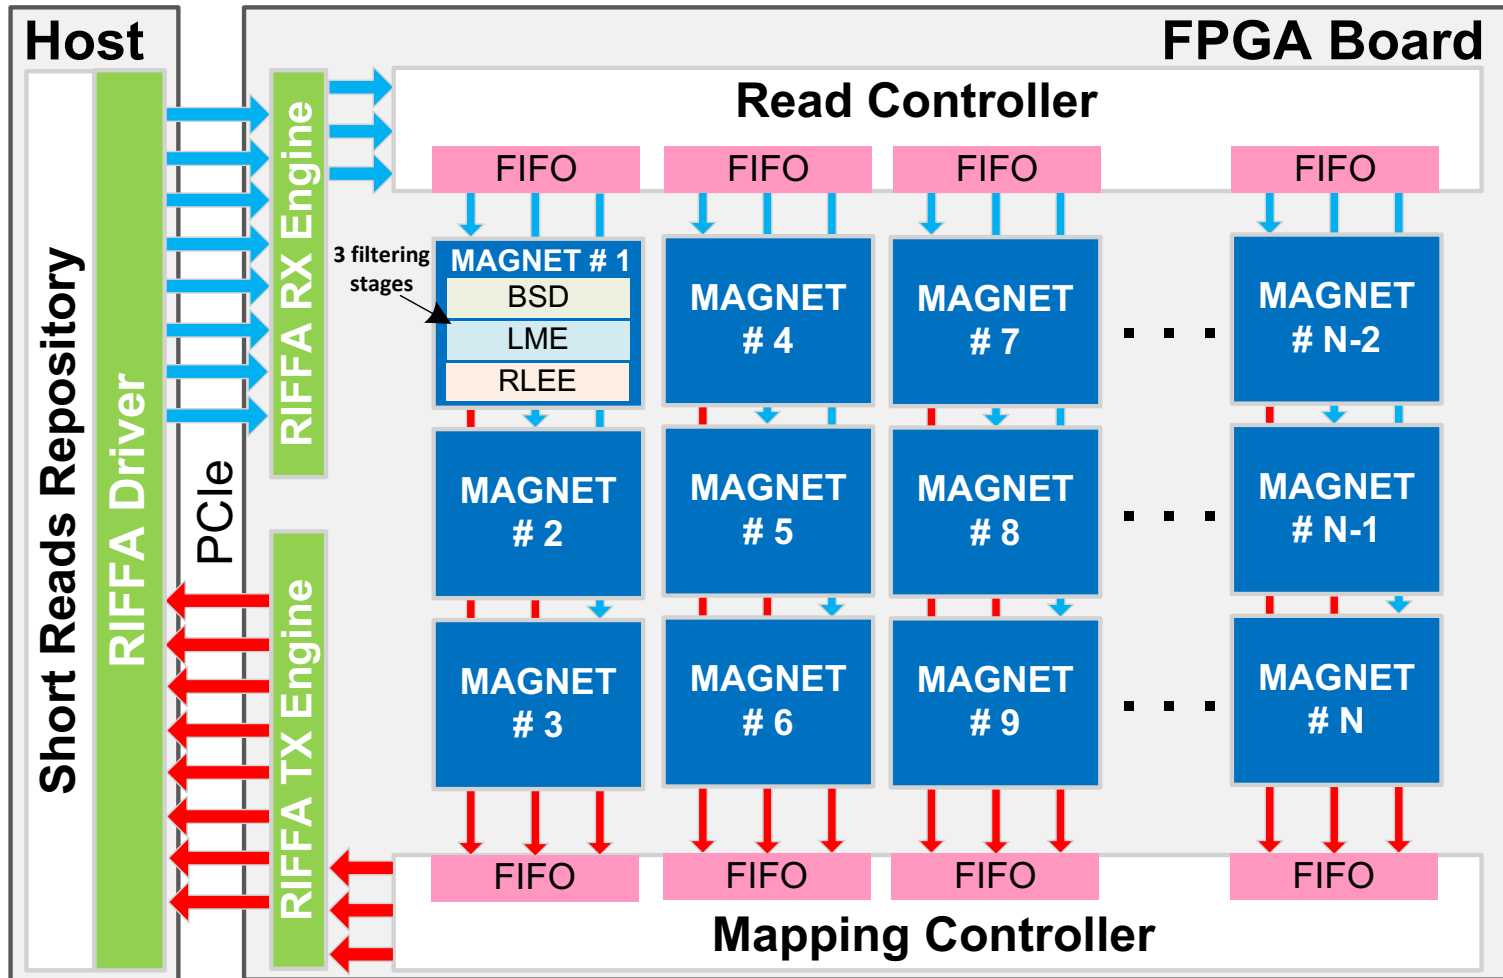 Host
FPGA Board
Short Reads Repository
RIFFA Driver
PCIe
RIFFA RX Engine
RIFFA TX Engine
Read Controller
FIFO
FIFO
FIFO
FIFO
3 filtering
stages
MAGNET # 1
BSD
LME
RLEE
MAGNET
# 4
MAGNET
# 7
. . .
MAGNET
# N-2
MAGNET
# 2
MAGNET
# 5
MAGNET
# 8
. . .
MAGNET
# N-1
MAGNET
# 3
MAGNET
# 6
MAGNET
# 9
. . .
MAGNET
# N
FIFO
FIFO
FIFO
FIFO
Mapping Controller